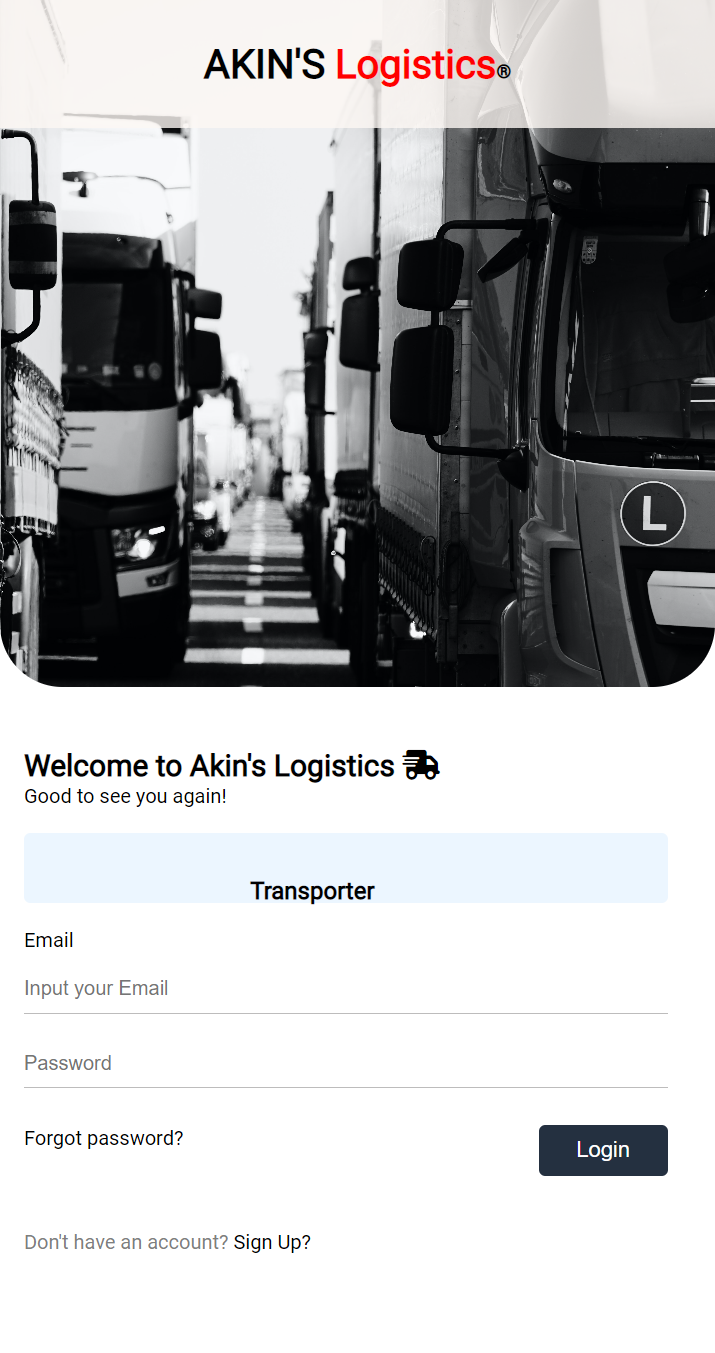 AKIN'S Logistics®
L
Welcome to Akin's Logistics
Good to see you again!
Transporter
Email
Input your Email
Password
Forgot password?
Login
Don't have an account? Sign Up?